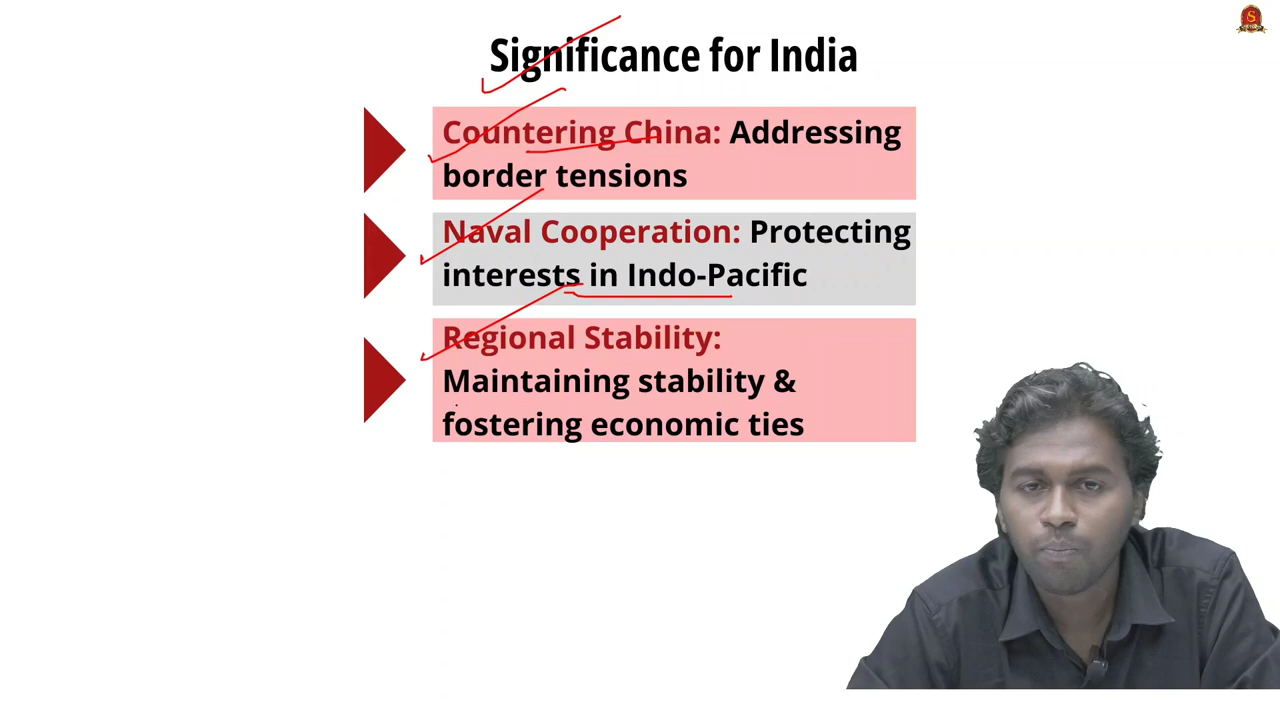 Significance for India
Countering China: Addressing
border tensions
Naval Cooperation: Protecting
interests in Indo-Pacific
Regional Stability:
Maintaining stability &
fostering economic ties
S